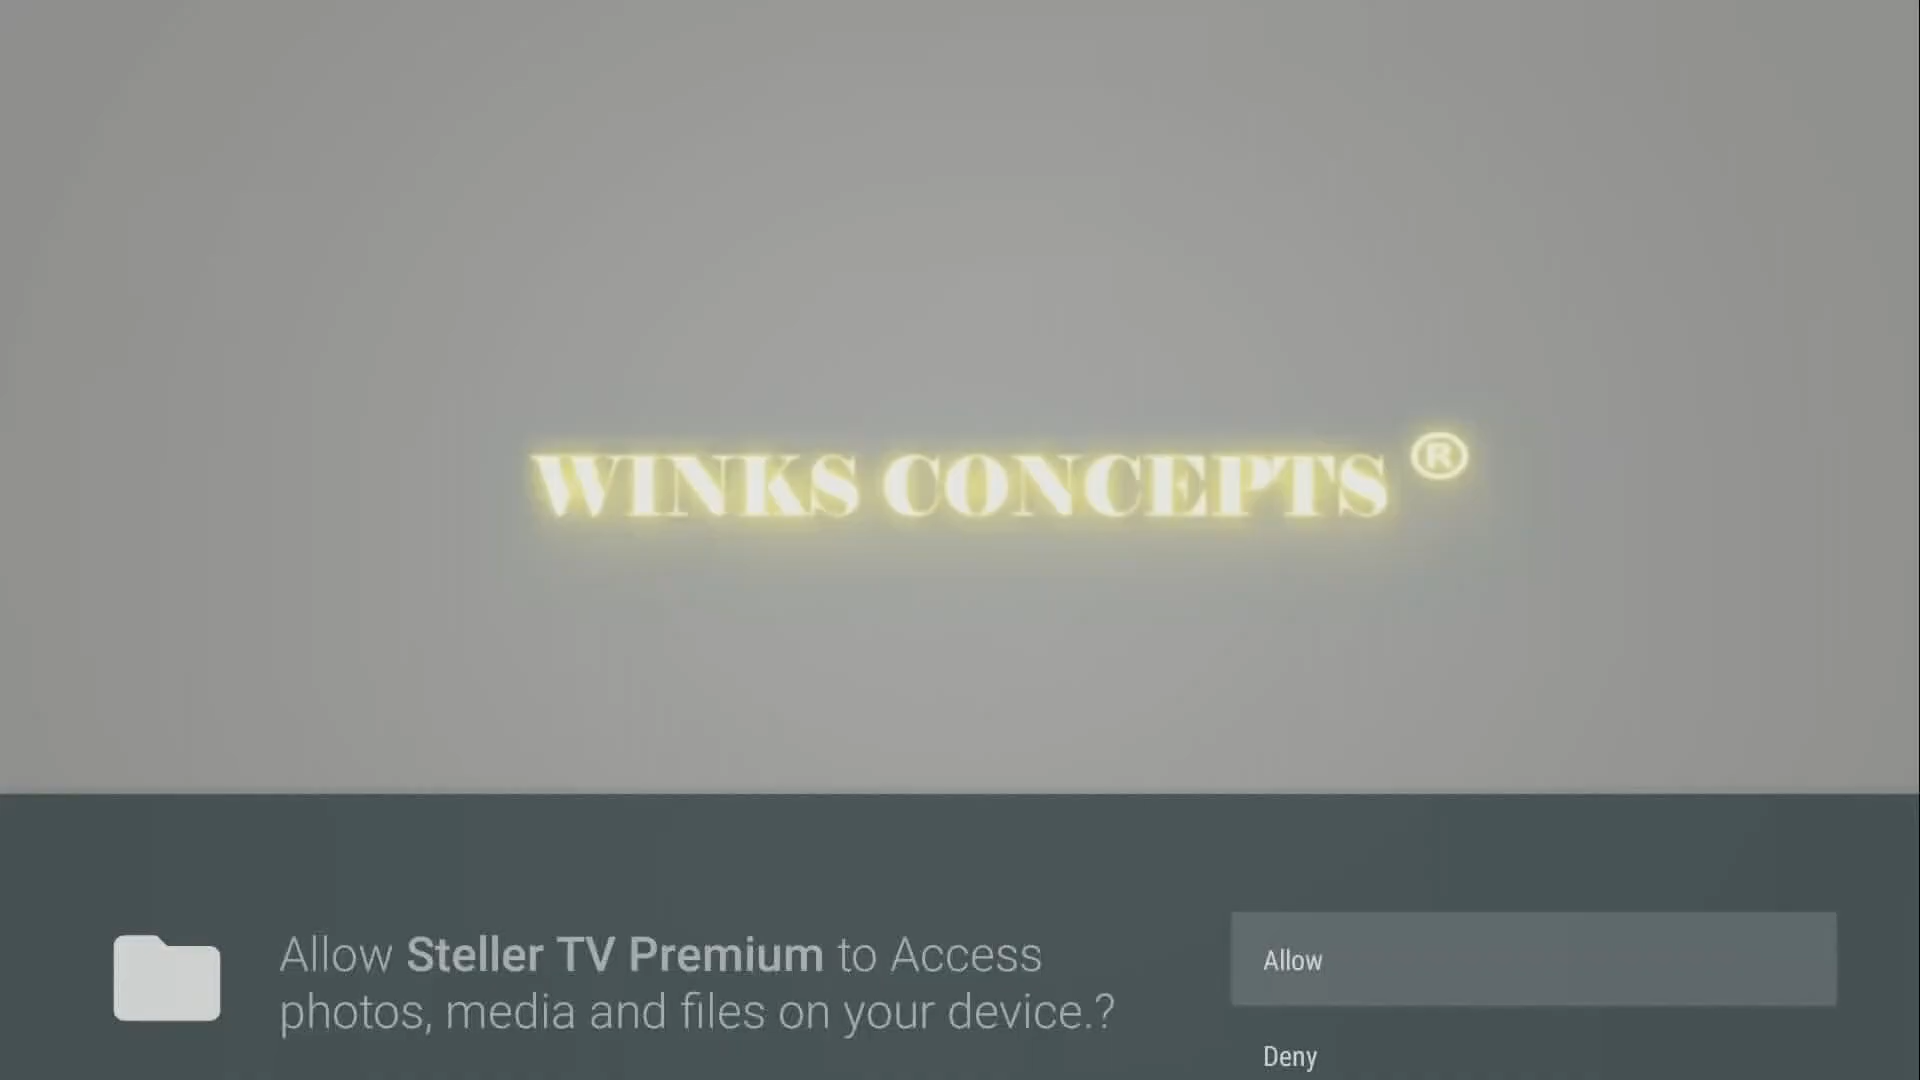 WINKS CONCEPTS ®
Allow Steller TV Premium to Access
photos, media and files on your device.?
Allow
Deny